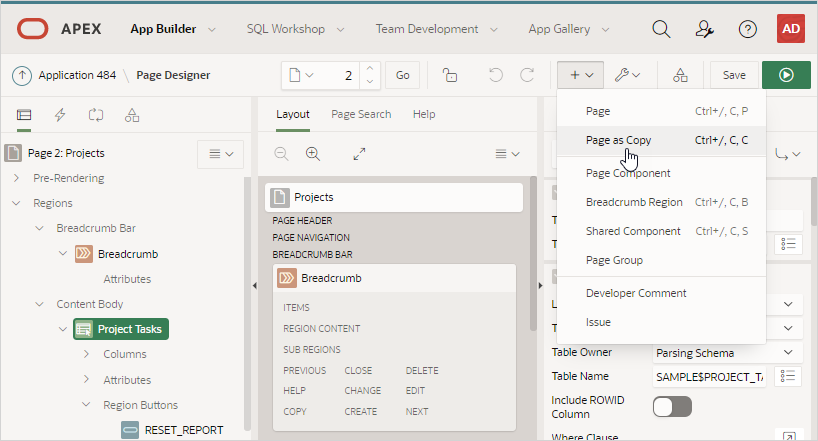 APEX App Builder SQL Workshop Team Development App Gallery AD
Application 484 \ Page Designer 2 Go Save
Layout Page Search Help
Page 2: Projects
Pre-Rendering
Regions
Breadcrumb Bar
Breadcrumb
Attributes
Content Body
Project Tasks
Columns
Attributes
Region Buttons
RESET_REPORT
Projects
PAGE HEADER
PAGE NAVIGATION
BREADCRUMB BAR
Breadcrumb
ITEMS
REGION CONTENT
SUB REGIONS
PREVIOUS CLOSE DELETE
HELP CHANGE EDIT
COPY CREATE NEXT
Page Ctrl+/, C, P
Page as Copy Ctrl+/, C, C
Page Component
Breadcrumb Region Ctrl+/, C, B
Shared Component Ctrl+/, C, S
Page Group
Developer Comment
Issue
Table Owner Parsing Schema
Table Name SAMPLE$PROJECT_TA
Include ROWID
Column
Where Clause